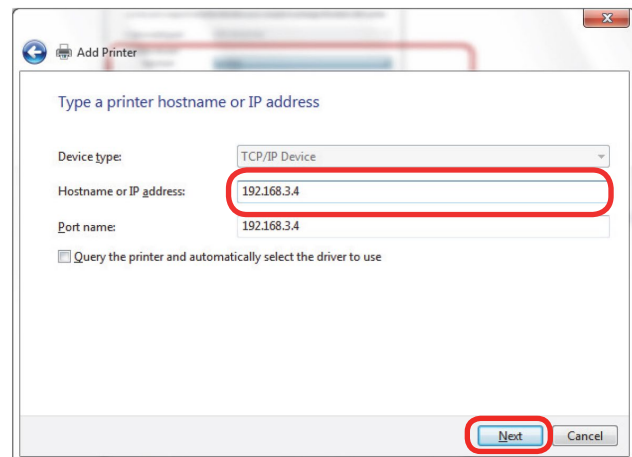 Add Printer
Type a printer hostname or IP address
Device type: TCP/IP Device
Hostname or IP address: 192.168.3.4
Port name: 192.168.3.4
Query the printer and automatically select the driver to use
Next Cancel